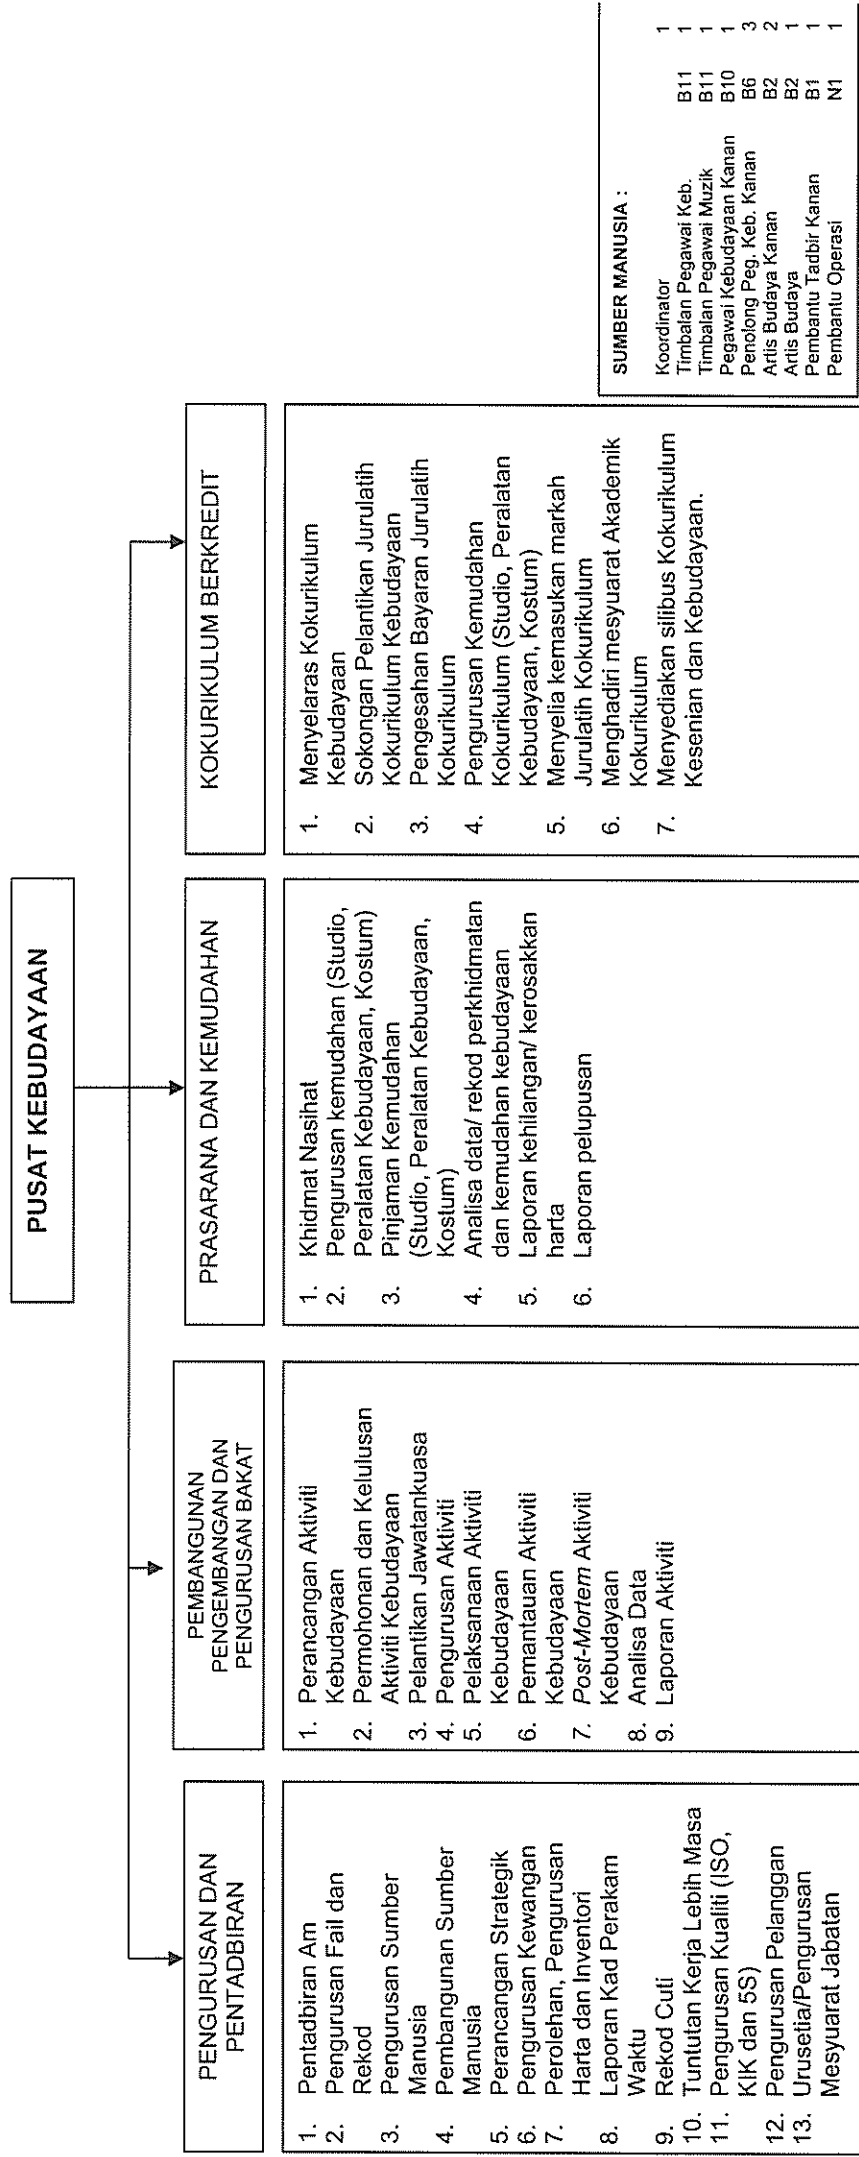 PUSAT KEBUDAYAAN
PENGURUSAN DAN
PENTADBIRAN
1. Pentadbiran Am
2. Pengurusan Fail dan
Rekod
3. Pengurusan Sumber
Manusia
4. Pembangunan Sumber
Manusia
5. Perancangan Strategik
6. Pengurusan Kewangan
7. Perolehan, Pengurusan
Harta dan Inventori
8. Laporan Kad Perakam
Waktu
9. Rekod Cuti
10. Tuntutan Kerja Lebih Masa
11. Pengurusan Kualiti (ISO,
KIK dan 5S)
12. Pengurusan Pelanggan
13. Urusetia/Pengurusan
Mesyuarat Jabatan
PEMBANGUNAN
PENGEMBANGAN DAN
PENGURUSAN BAKAT
1. Perancangan Aktiviti
Kebudayaan
2. Permohonan dan Kelulusan
Aktiviti Kebudayaan
3. Pelantikan Jawatankuasa
4. Pengurusan Aktiviti
5. Pelaksanaan Aktiviti
Kebudayaan
6. Pemantauan Aktiviti
Kebudayaan
7. Post-Mortem Aktiviti
Kebudayaan
8. Analisa Data
9. Laporan Aktiviti
PRASARANA DAN KEMUDAHAN
1. Khidmat Nasihat
2. Pengurusan kemudahan (Studio,
Peralatan Kebudayaan, Kostum)
3. Pinjaman Kemudahan
(Studio, Peralatan Kebudayaan,
Kostum)
4. Analisa data/ rekod perkhidmatan
dan kemudahan kebudayaan
5. Laporan kehilangan/ kerosakkan
harta
6. Laporan pelupusan
KOKURIKULUM BERKREDIT
1. Menyelaras Kokurikulum
Kebudayaan
2. Sokongan Pelantikan Jurulatih
Kokurikulum Kebudayaan
3. Pengesahan Bayaran Jurulatih
Kokurikulum
4. Pengurusan Kemudahan
Kokurikulum (Studio, Peralatan
Kebudayaan, Kostum)
5. Menyelia kemasukan markah
Jurulatih Kokurikulum
6. Menghadiri mesyuarat Akademik
Kokurikulum
7. Menyediakan silibus Kokurikulum
Kesenian dan Kebudayaan.
SUMBER MANUSIA :
Koordinator 1
Timbalan Pegawai Keb. B11 1
Timbalan Pegawai Muzik B11 1
Pegawai Kebudayaan Kanan B10 1
Penolong Peg. Keb. Kanan B6 3
Artis Budaya Kanan B2 2
Artis Budaya B2 1
Pembantu Tadbir Kanan B1 1
Pembantu Operasi N1 1